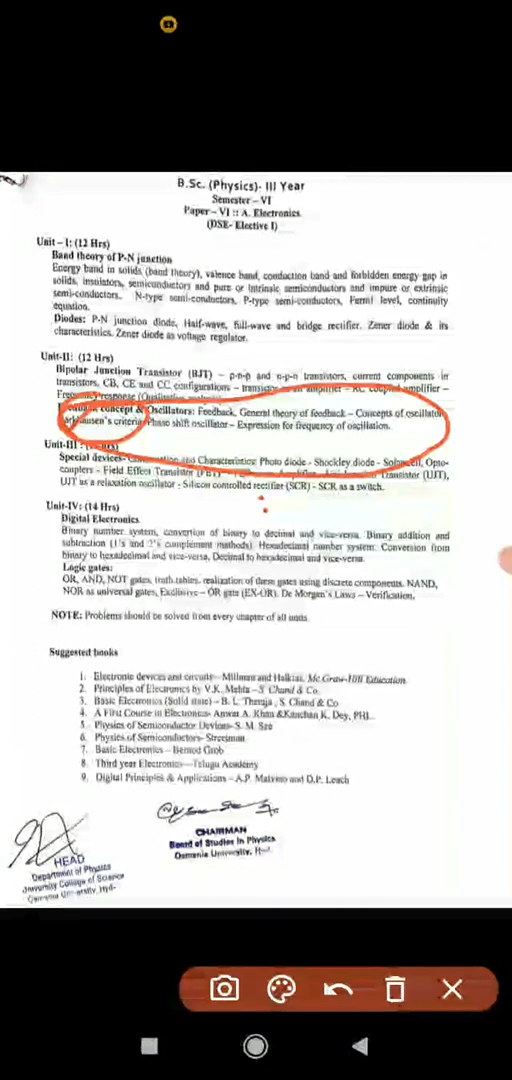 B.Sc. (Physics)- III Year
Semester – VI
Paper – VI :: A. Electronics
(DSE- Elective I)
Unit – I: (12 Hrs)
Band theory of P-N junction
Energy band in solids (band theory), valence band, conduction band and forbidden energy gap in
solids, insulators, semiconductors and pure or intrinsic semiconductors and impure or extrinsic
semi-conductors. N-type semi-conductors, P-type semi-conductors, Fermi level, continuity
equation.
Diodes: P-N junction diode, Half-wave, full-wave and bridge rectifier. Zener diode & its
characteristics. Zener diode as voltage regulator.
Unit-II: (12 Hrs)
Bipolar Junction Transistor (BJT) – p-n-p and n-p-n transistors, current components in
transistors, CB, CE and CC configurations – transistor as an amplifier – RC coupled amplifier –
Frequency response
concept & Oscillators: Feedback, General theory of feedback – Concepts of oscillator
criteria Phase shift oscillator – Expression for frequency of oscillation.
Unit-III :
Special devices- and Characteristics: Photo diode - Shockley diode - Solar cell, Opto-
couplers - Field Effect Transistor Transistor (UJT),
UJT as a relaxation oscillator - Silicon controlled rectifier (SCR) – SCR as a switch.
Unit-IV: (14 Hrs)
Digital Electronics
Binary number system, convertion of binary to decimal and vice-versa. Binary addition and
subtraction (1's and 2's complement methods). Hexadecimal number system. Conversion from
binary to hexadecimal and vice-versa, Decimal to hexadecimal and vice-versa.
Logic gates:
OR, AND, NOT gates, truth tables, realization of these gates using discrete components. NAND,
NOR as universal gates, Exclusive – OR gate (EX-OR). De Morgan's Laws – Verification.
NOTE: Problems should be solved from every chapter of all units.
Suggested books
1. Electronic devices and circuits – Millman and Halkias. Mc.Graw-Hill Education.
2. Principles of Electronics by V.K. Mehta – S Chand & Co.
3. Basic Electronics (Solid state) – B. L. Theraja , S. Chand & Co
4. A First Course in Electronics- Anwar A. Khan & Kanchan K. Dey, PHI
5. Physics of Semiconductor Devices- S. M. Sze
6. Physics of Semiconductors- Streetman
7. Basic Electronics – Bernod Grob
8. Third year Electronics – Telugu Academy
9. Digital Principles & Applications – A.P. Malvino and D.P. Leach
HEAD
Department of Physics
University College of Science
Osmania University, Hyd-
CHAIRMAN
Board of Studies in Physics
Osmania University, Hyd.